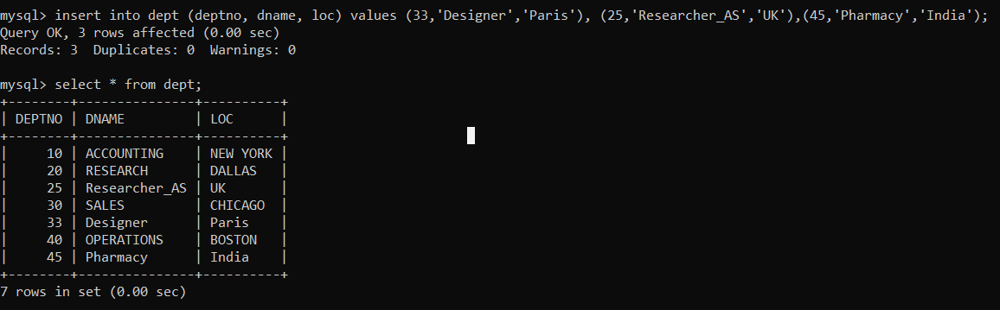 mysql> insert into dept (deptno, dname, loc) values (33,'Designer','Paris'), (25,'Researcher_AS','UK'),(45,'Pharmacy','India');
Query OK, 3 rows affected (0.00 sec)
Records: 3  Duplicates: 0  Warnings: 0

mysql> select * from dept;
+--------+---------------+----------+
| DEPTNO | DNAME         | LOC      |
+--------+---------------+----------+
|     10 | ACCOUNTING    | NEW YORK |
|     20 | RESEARCH      | DALLAS   |
|     25 | Researcher_AS | UK       |
|     30 | SALES         | CHICAGO  |
|     33 | Designer      | Paris    |
|     40 | OPERATIONS    | BOSTON   |
|     45 | Pharmacy      | India    |
+--------+---------------+----------+
7 rows in set (0.00 sec)